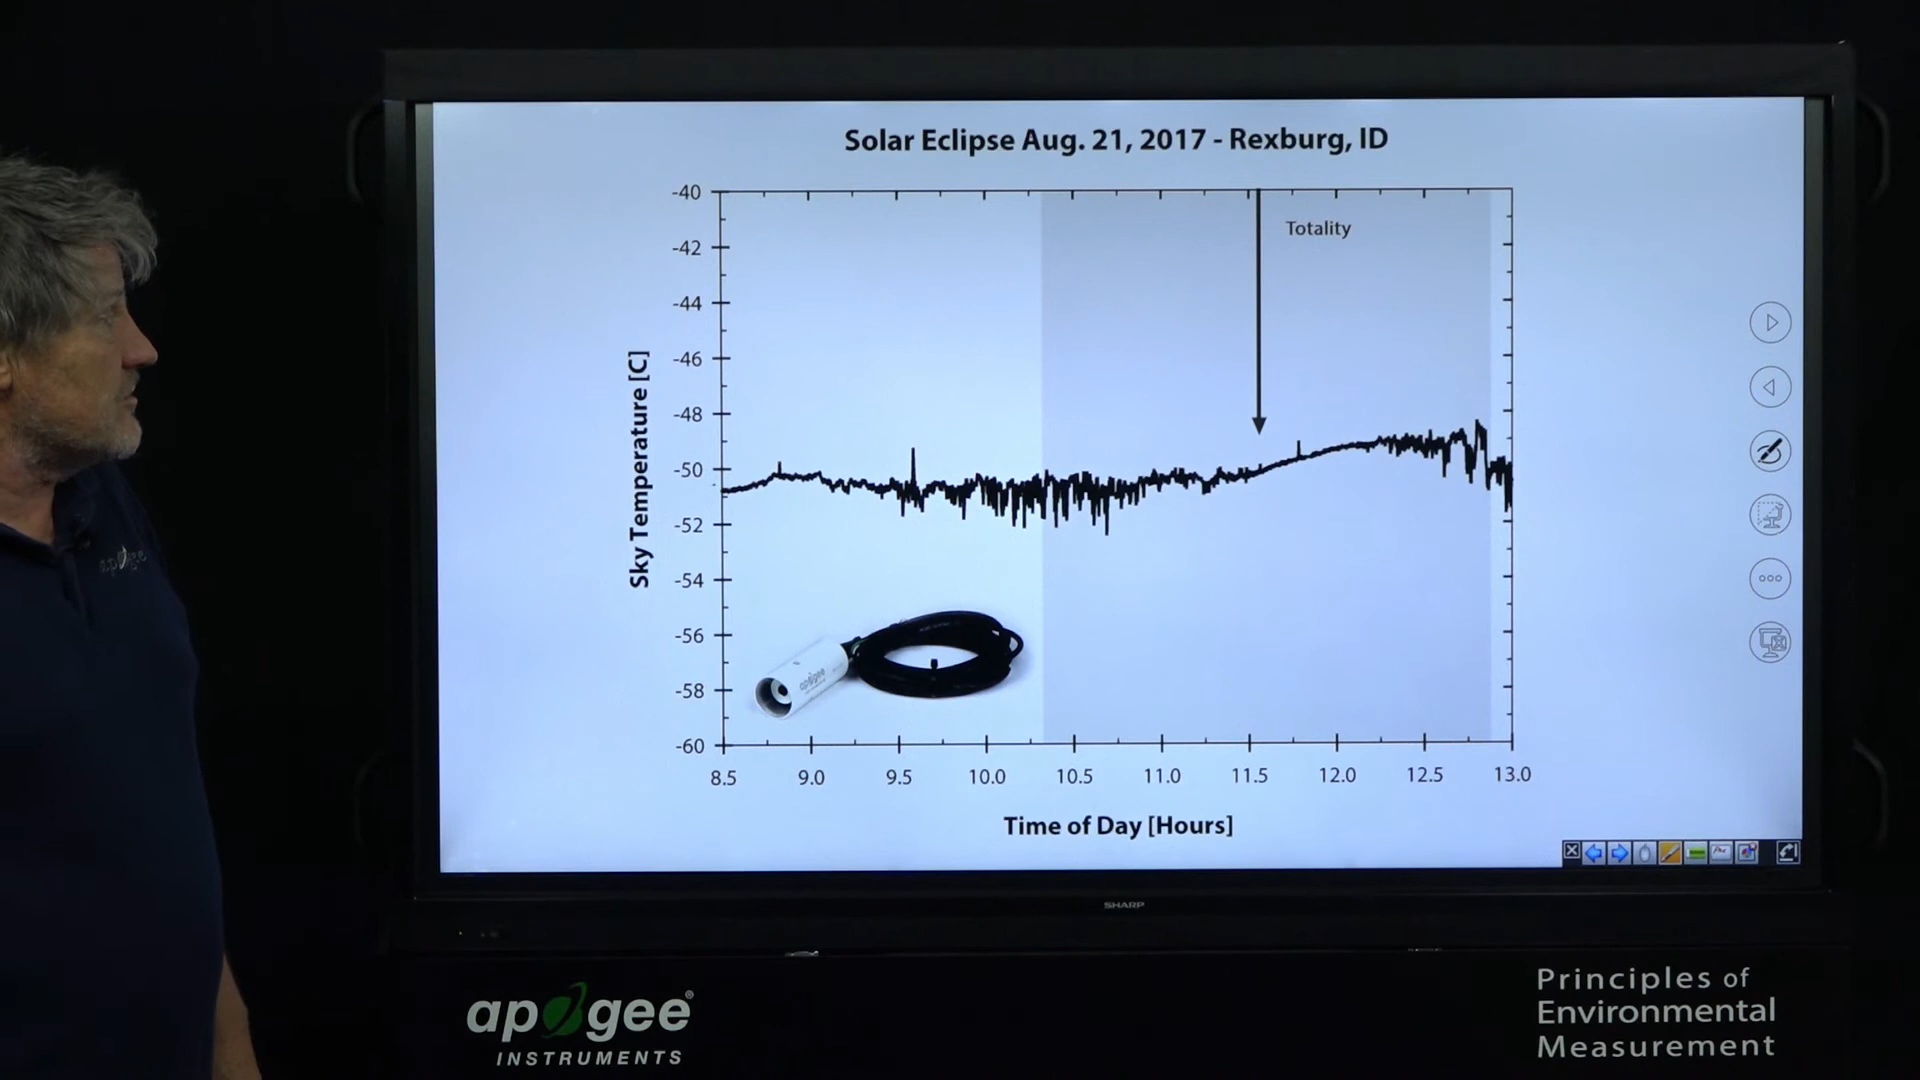 Solar Eclipse Aug. 21, 2017 - Rexburg, ID
Totality
Sky Temperature [C]
-40
-42
-44
-46
-48
-50
-52
-54
-56
-58
-60
8.5 9.0 9.5 10.0 10.5 11.0 11.5 12.0 12.5 13.0
Time of Day [Hours]
apogee
apogee
SHARP
apogee®
INSTRUMENTS
Principles of
Environmental
Measurement